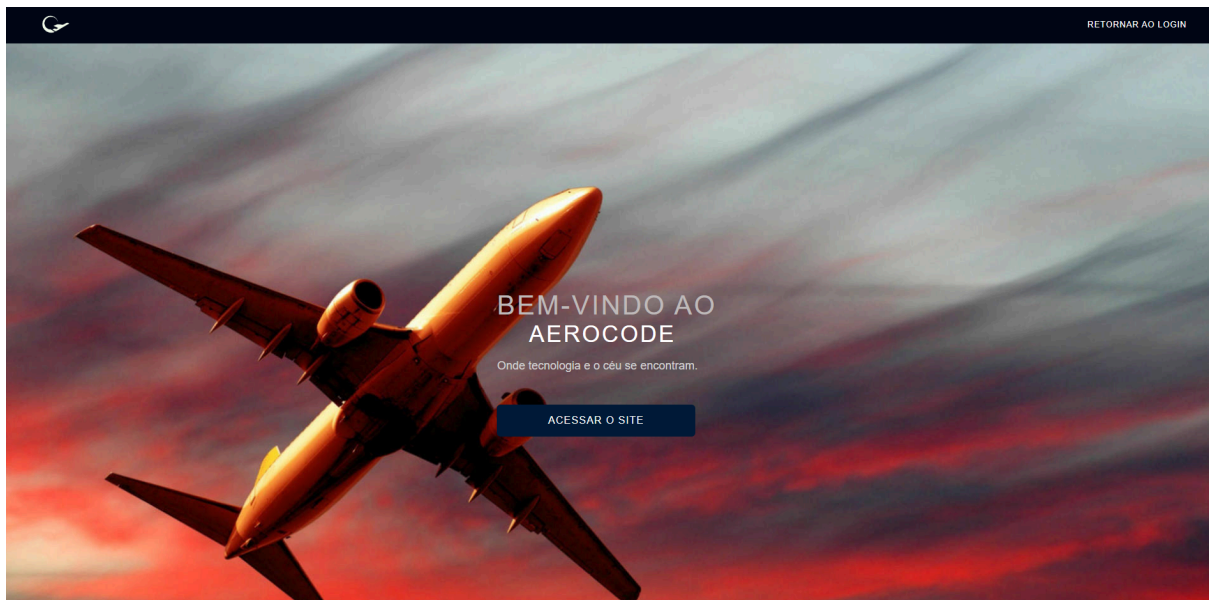 RETORNAR AO LOGIN
BEM-VINDO AO
AEROCODE
Onde tecnologia e o céu se encontram.
ACESSAR O SITE